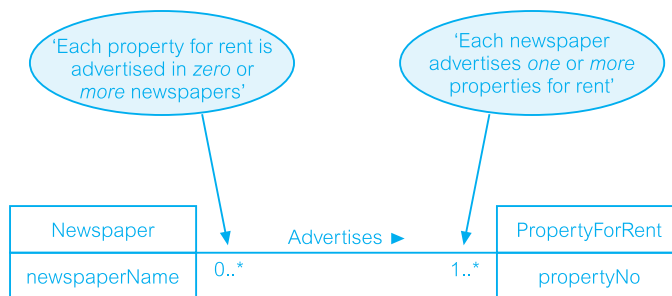 ‘Each property for rent is
advertised in zero or
more newspapers’
‘Each newspaper
advertises one or more
properties for rent’
Newspaper
Advertises ►
PropertyForRent
newspaperName
0..*
1..*
propertyNo